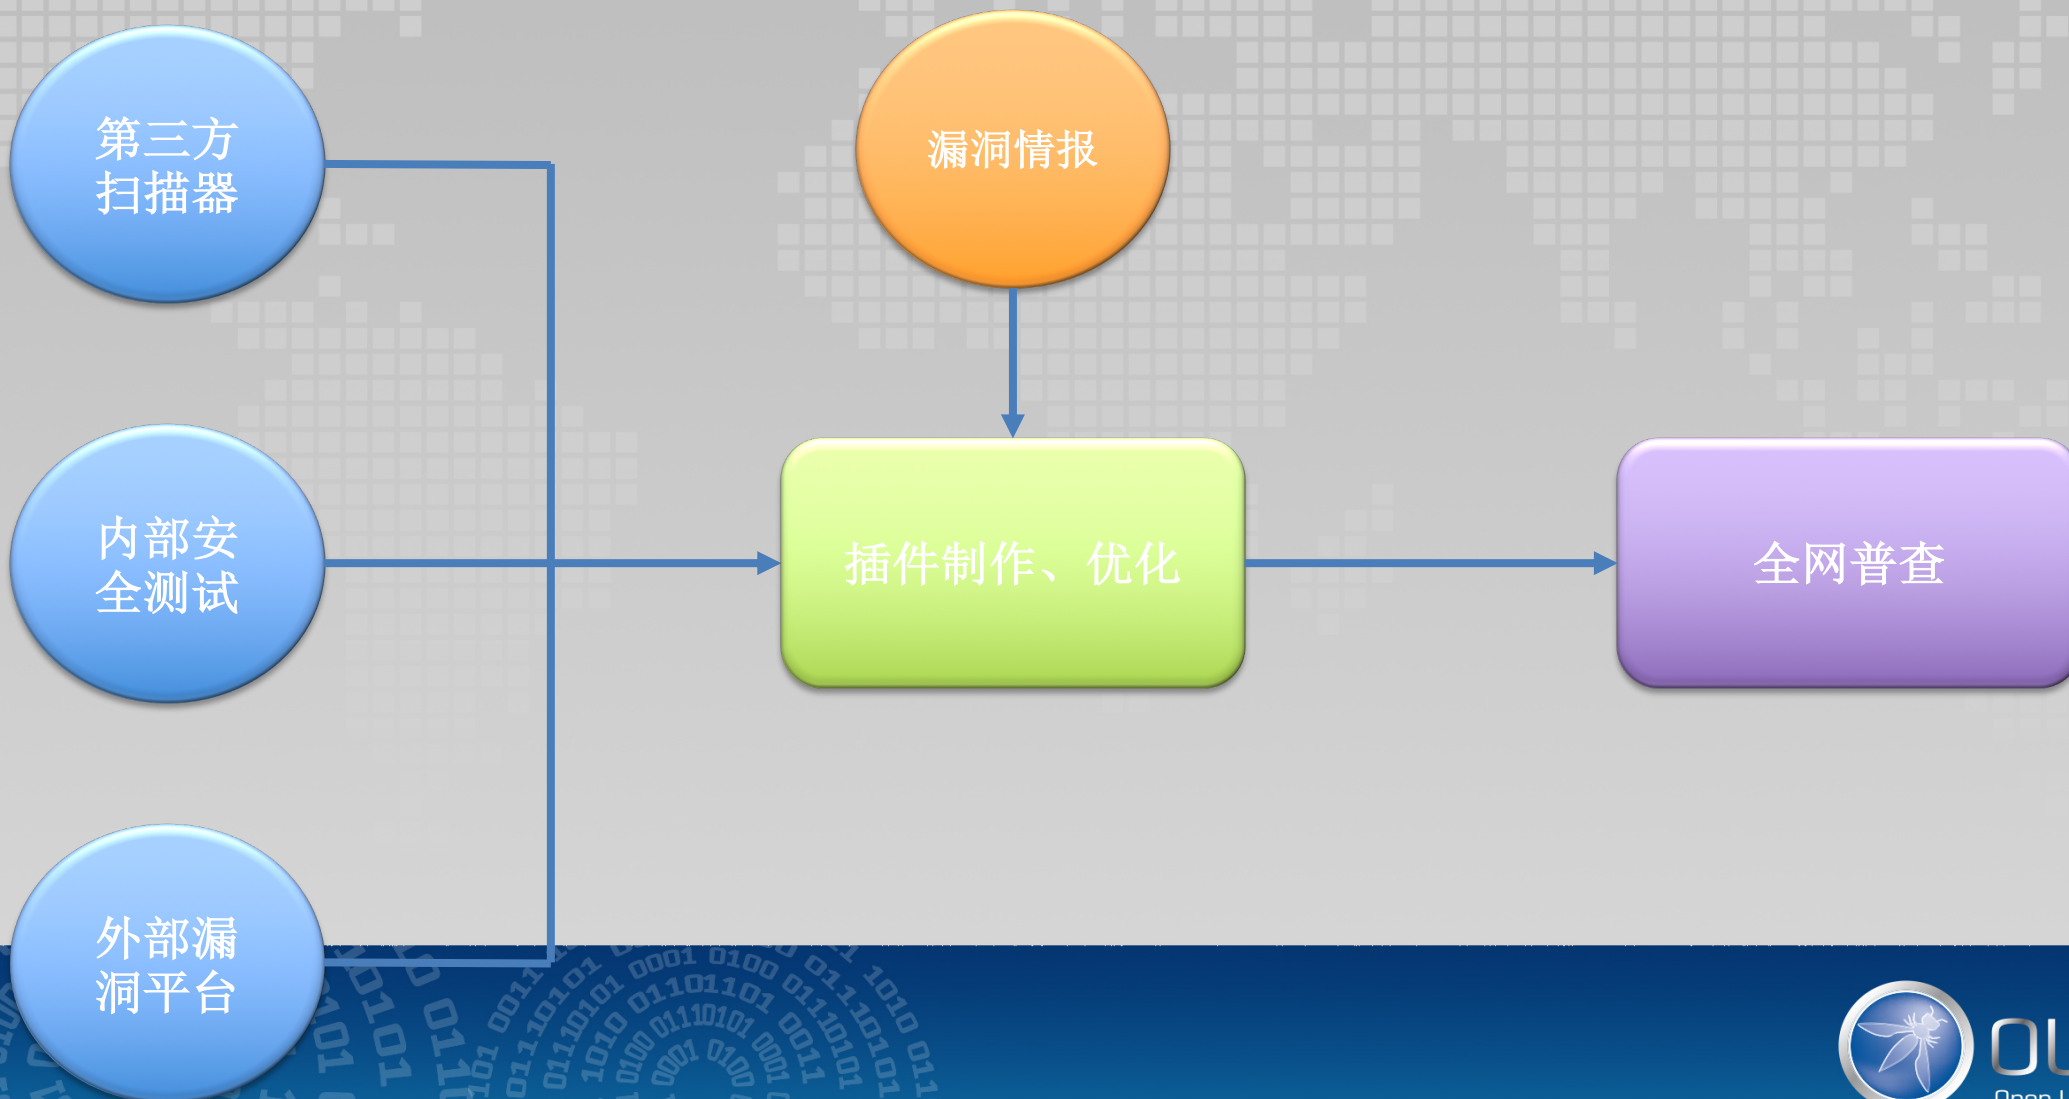 第三方
扫描器
漏洞情报
内部安
全测试
插件制作、优化
全网普查
外部漏
洞平台